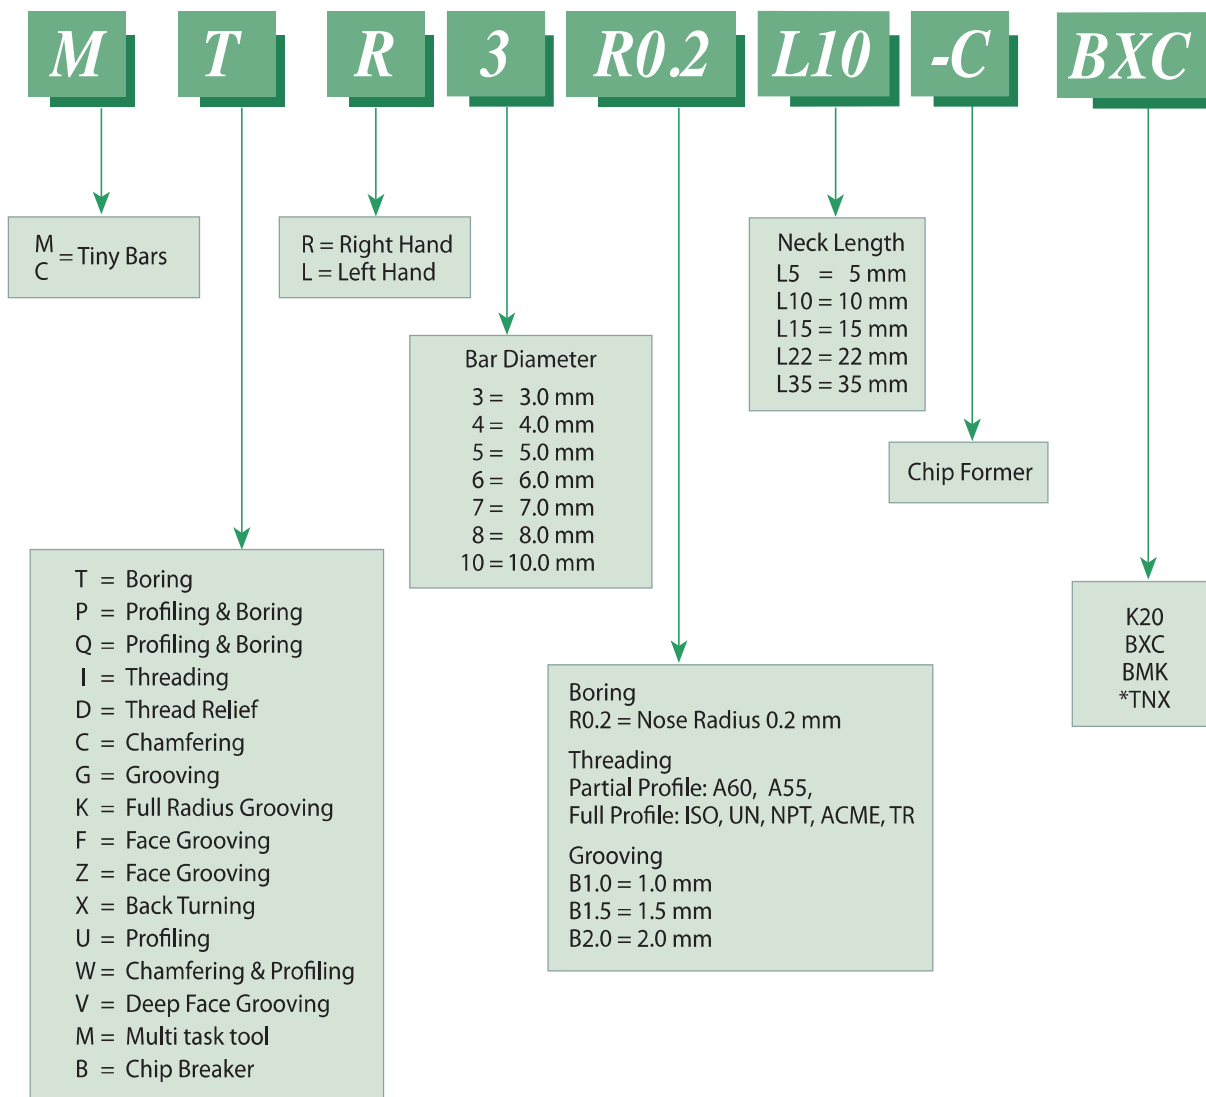 M T R 3 R0.2 L10 -C BXC
M
C = Tiny Bars
R = Right Hand
L = Left Hand
Bar Diameter
3 = 3.0 mm
4 = 4.0 mm
5 = 5.0 mm
6 = 6.0 mm
7 = 7.0 mm
8 = 8.0 mm
10 = 10.0 mm
Neck Length
L5 = 5 mm
L10 = 10 mm
L15 = 15 mm
L22 = 22 mm
L35 = 35 mm
Chip Former
T = Boring
P = Profiling & Boring
Q = Profiling & Boring
I = Threading
D = Thread Relief
C = Chamfering
G = Grooving
K = Full Radius Grooving
F = Face Grooving
Z = Face Grooving
X = Back Turning
U = Profiling
W = Chamfering & Profiling
V = Deep Face Grooving
M = Multi task tool
B = Chip Breaker
Boring
R0.2 = Nose Radius 0.2 mm
Threading
Partial Profile: A60, A55,
Full Profile: ISO, UN, NPT, ACME, TR
Grooving
B1.0 = 1.0 mm
B1.5 = 1.5 mm
B2.0 = 2.0 mm
K20
BXC
BMK
*TNX